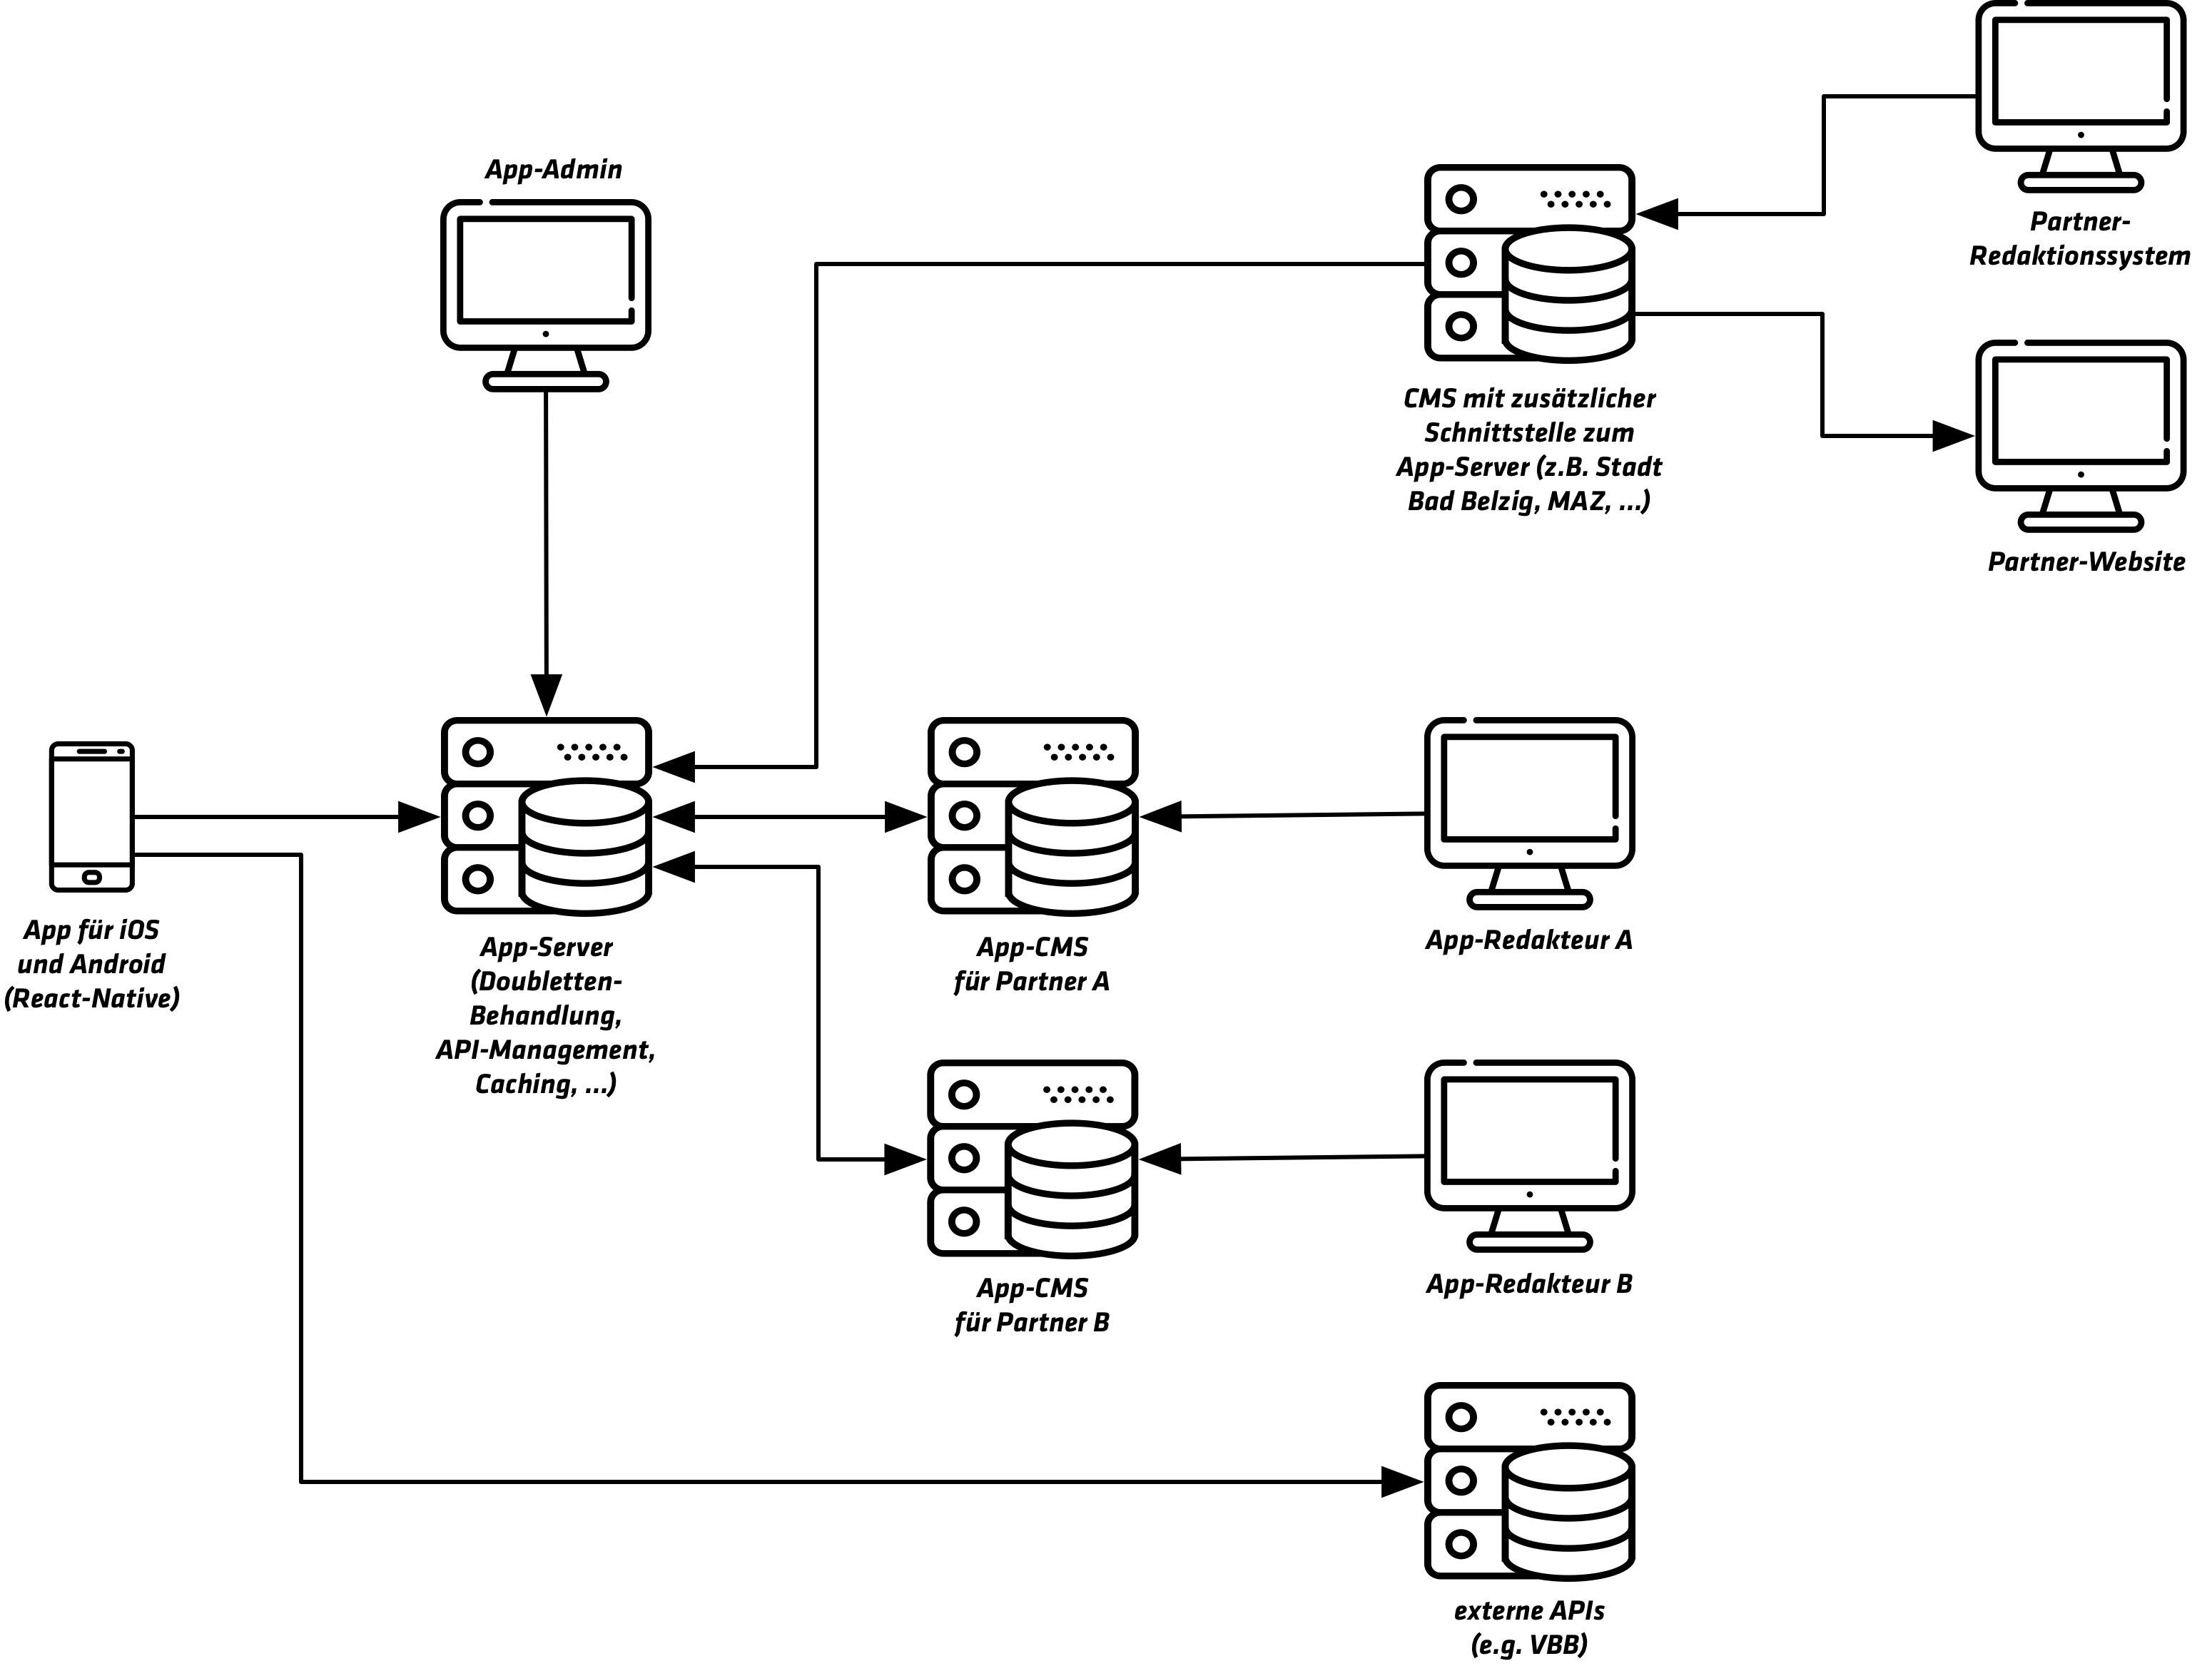 App-Admin
Partner-
Redaktionssystem
CMS mit zusätzlicher
Schnittstelle zum
App-Server (z.B. Stadt
Bad Belzig, MAZ, ...)
Partner-Website
App für iOS
und Android
(React-Native)
App-Server
(Doubletten-
Behandlung,
API-Management,
Caching, ...)
App-CMS
für Partner A
App-Redakteur A
App-CMS
für Partner B
App-Redakteur B
externe APIs
(e.g. VBB)